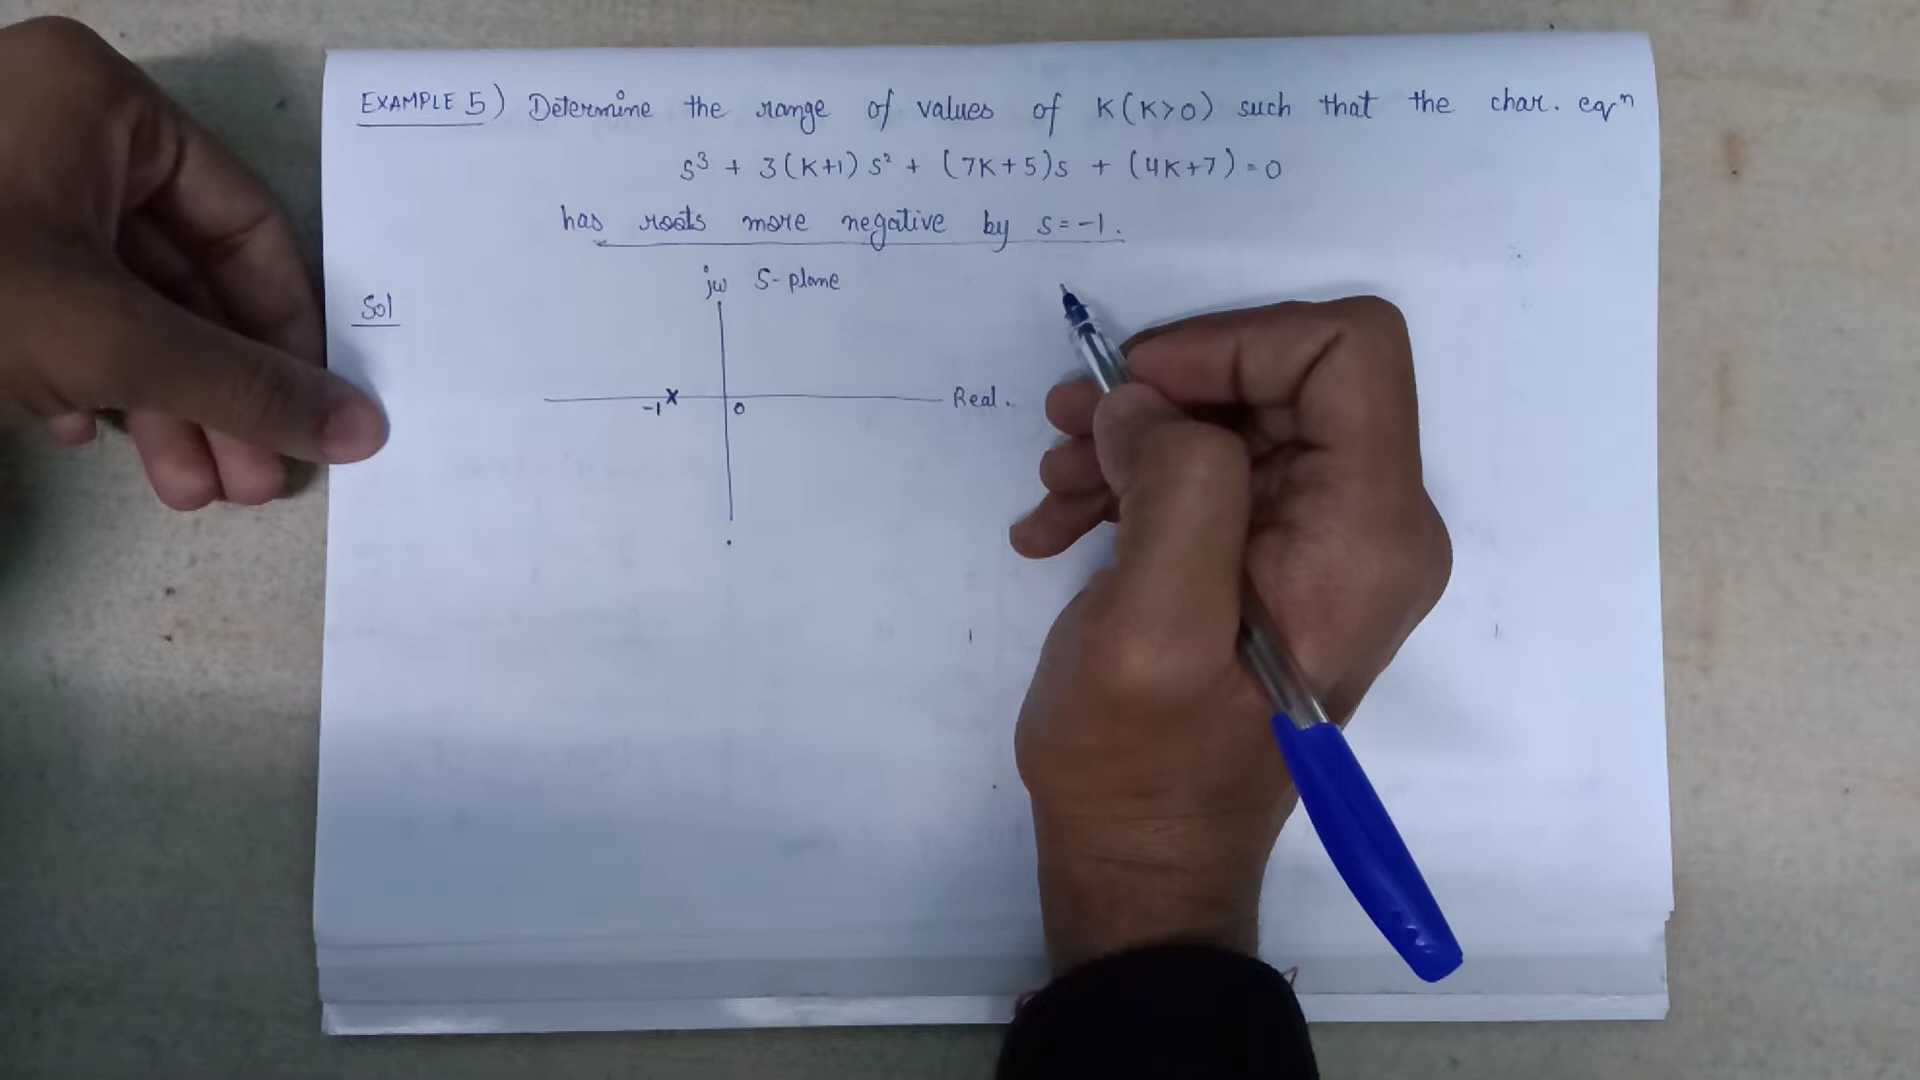 EXAMPLE 5) Determine the range of values of K(K>0) such that the char. eqⁿ
s³ + 3(K+1)s² + (7K+5)s + (4K+7)=0
has roots more negative by s=-1.
jω S-plane
Sol
-1 x 0 Real.